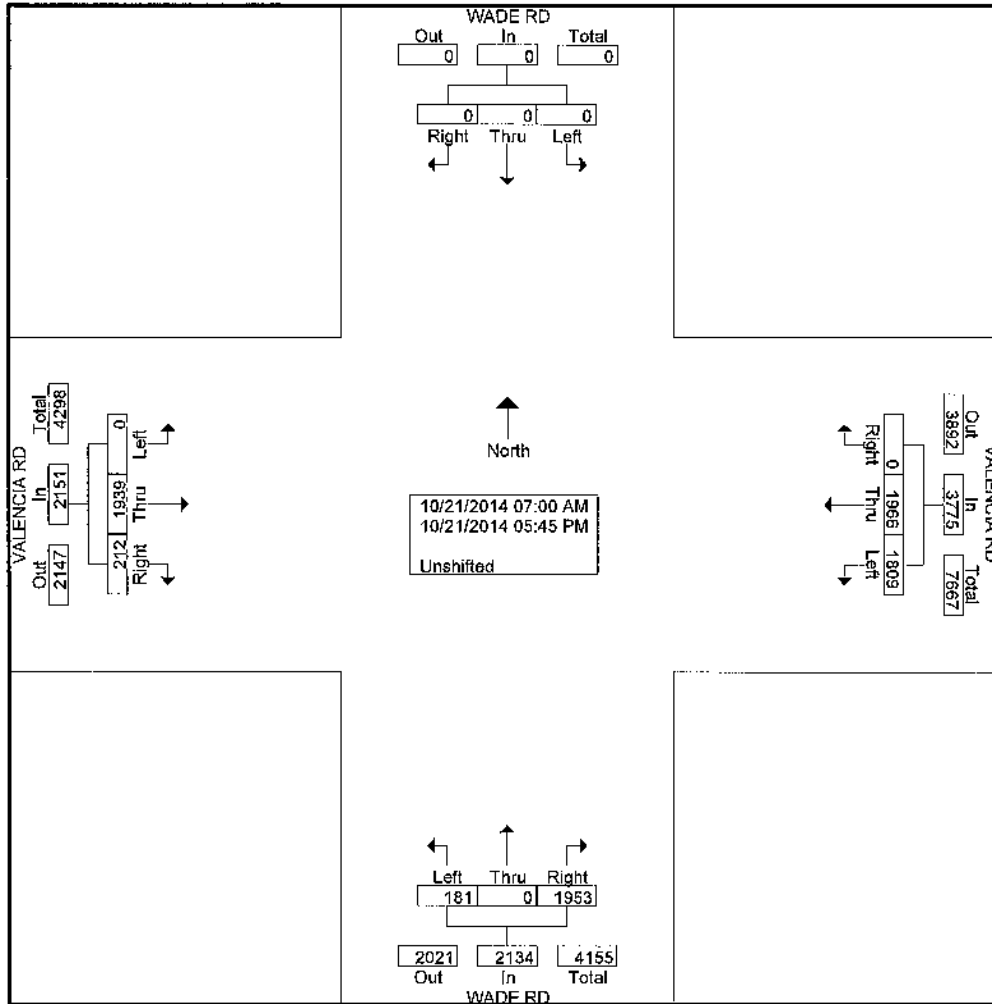 WADE RD
Out In Total
0 0 0
0 0 0
Right Thru Left
VALENCIA RD
Total In Out
4298 2151 2147
0 1939 212
Left Thru Right
North
10/21/2014 07:00 AM
10/21/2014 05:45 PM
Unshifted
Right Thru Left
0 1966 1809
Out In Total
3892 3775 7667
VALENCIA RD
Left Thru Right
181 0 1953
2021 2134 4155
Out In Total
WADE RD